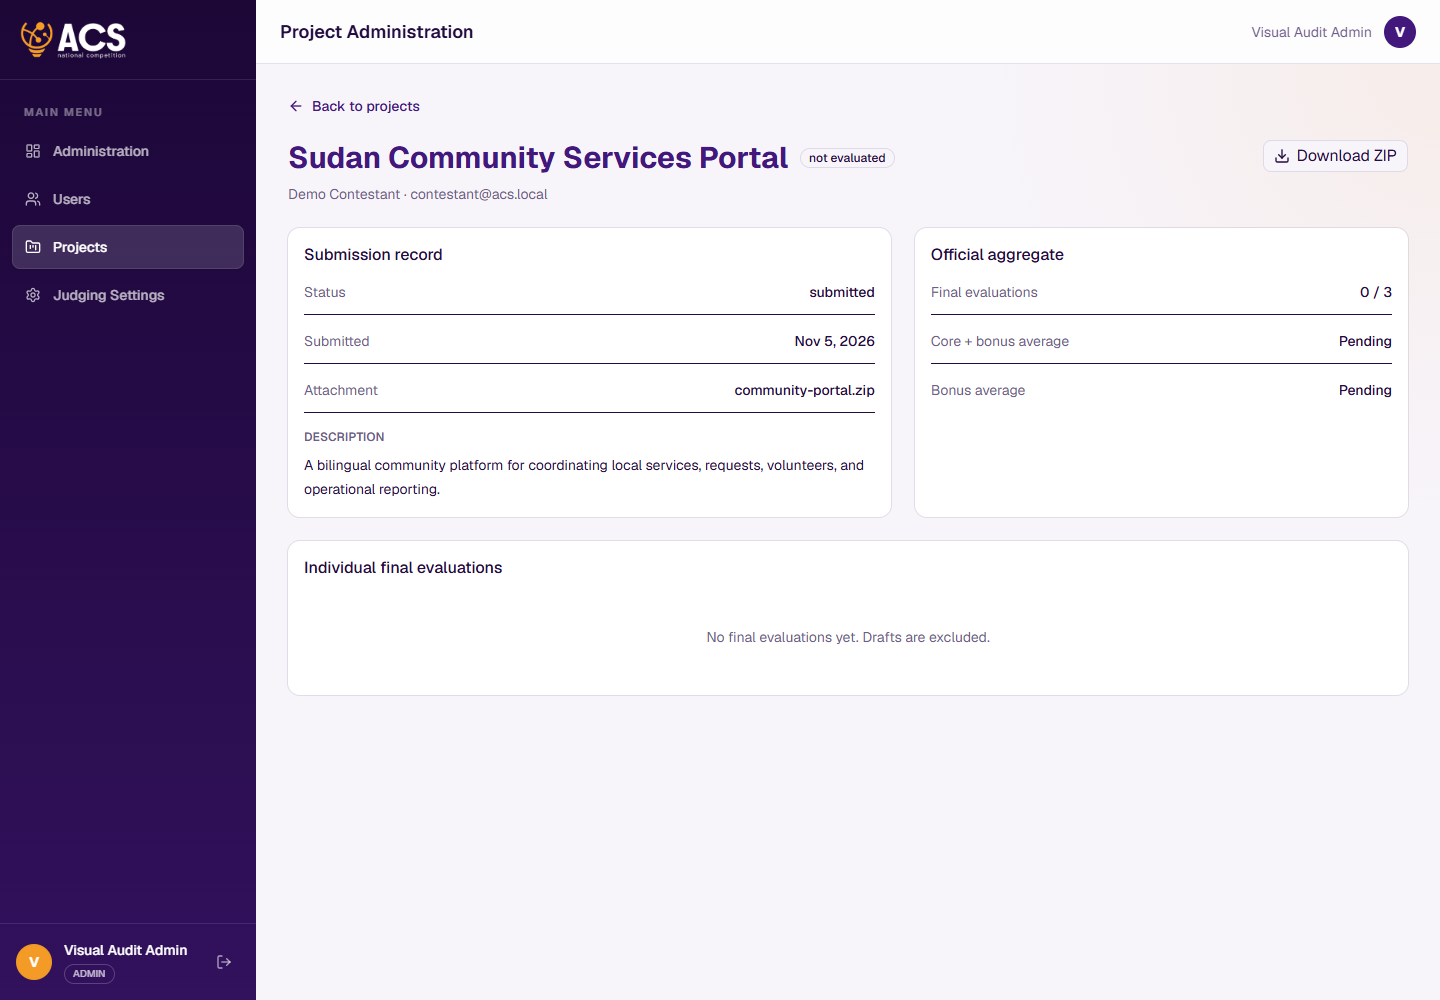 ACS
national competition
MAIN MENU
Administration
Users
Projects
Judging Settings
V
Visual Audit Admin
ADMIN
Project Administration
Visual Audit Admin
V
Back to projects
Sudan Community Services Portal
not evaluated
Download ZIP
Demo Contestant · contestant@acs.local
Submission record
Status submitted
Submitted Nov 5, 2026
Attachment community-portal.zip
DESCRIPTION
A bilingual community platform for coordinating local services, requests, volunteers, and
operational reporting.
Official aggregate
Final evaluations 0 / 3
Core + bonus average Pending
Bonus average Pending
Individual final evaluations
No final evaluations yet. Drafts are excluded.